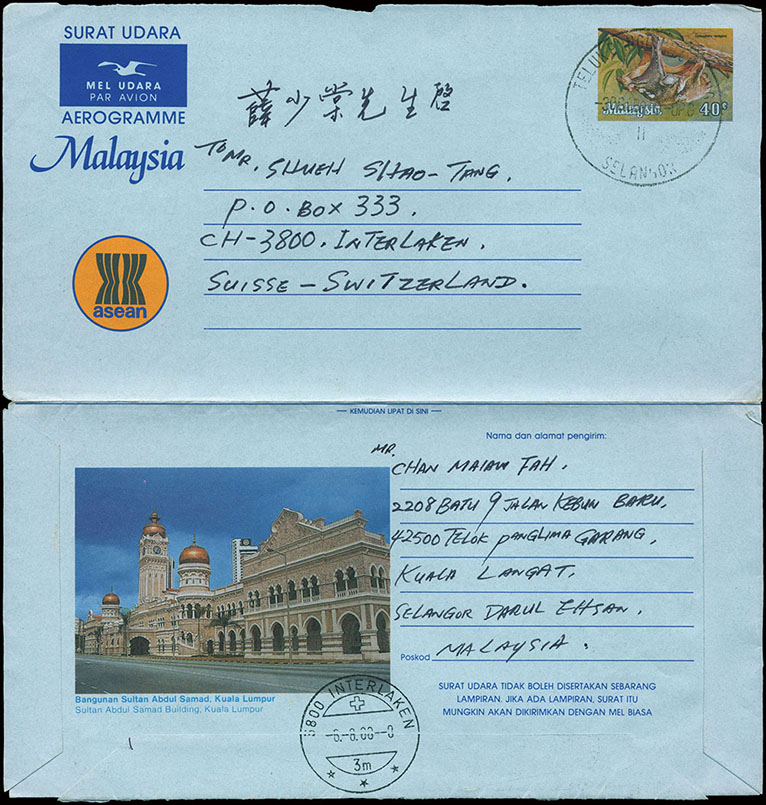 SURAT UDARA
MEL UDARA
PAR AVION
AEROGRAMME
Malaysia
asean
Malaysia 40¢
SELANGOR
薛少棠先生啓
TO MR. SHUEH SHAO-TANG.
P.O. BOX 333.
CH-3800. INTERLAKEN.
SUISSE - SWITZERLAND.
KEMUDIAN LIPAT DI SINI
Nama dan alamat pengirim:
MR.
CHAN MAIAW FAH.
2208 BATU 9 JALAN KEBUN BARU,
42500 TELOK PANGLIMA GARANG,
KUALA LANGAT.
SELANGOR DARUL EHSAN.
Poskod MALAYSIA.
Bangunan Sultan Abdul Samad, Kuala Lumpur
Sultan Abdul Samad Building, Kuala Lumpur
3800 INTERLAKEN
3m
SURAT UDARA TIDAK BOLEH DISERTAKAN SEBARANG
LAMPIRAN. JIKA ADA LAMPIRAN, SURAT ITU
MUNGKIN AKAN DIKIRIMKAN DENGAN MEL BIASA